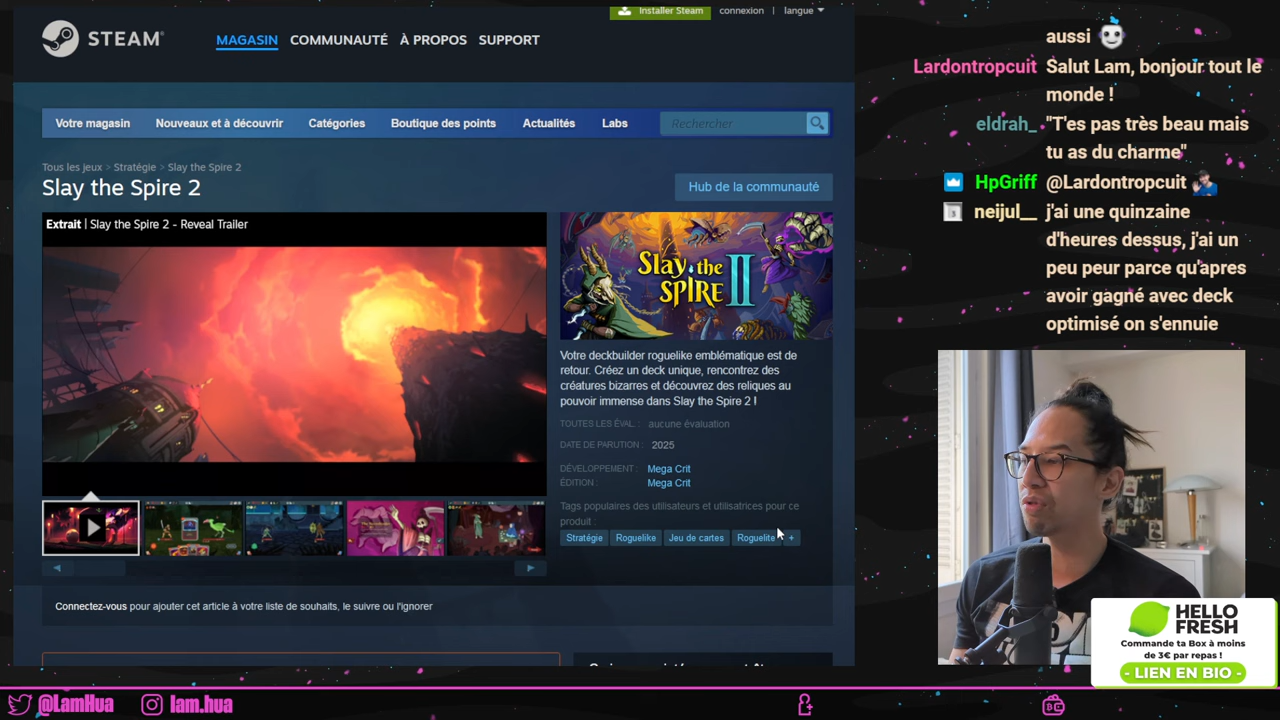 Installer Steam
connexion | langue
STEAM
MAGASIN COMMUNAUTÉ À PROPOS SUPPORT
Votre magasin Nouveaux et à découvrir Catégories Boutique des points Actualités Labs Rechercher
Tous les jeux > Stratégie > Slay the Spire 2
Slay the Spire 2
Hub de la communauté
Extrait | Slay the Spire 2 - Reveal Trailer
Slay the
SPIRE II
Votre deckbuilder roguelike emblématique est de
retour. Créez un deck unique, rencontrez des
créatures bizarres et découvrez des reliques au
pouvoir immense dans Slay the Spire 2 !
TOUTES LES ÉVAL. : aucune évaluation
DATE DE PARUTION : 2025
DÉVELOPPEMENT : Mega Crit
ÉDITION : Mega Crit
Tags populaires des utilisateurs et utilisatrices pour ce
produit :
Stratégie Roguelike Jeu de cartes Roguelite +
Connectez-vous pour ajouter cet article à votre liste de souhaits, le suivre ou l'ignorer
aussi
Lardontropcuit Salut Lam, bonjour tout le
monde !
eldrah_ "T'es pas très beau mais
tu as du charme"
HpGriff @Lardontropcuit
neijul__ j'ai une quinzaine
d'heures dessus, j'ai un
peu peur parce qu'apres
avoir gagné avec deck
optimisé on s'ennuie
HELLO
FRESH
Commande ta Box à moins
de 3€ par repas !
- LIEN EN BIO -
@LamHua lam.hua